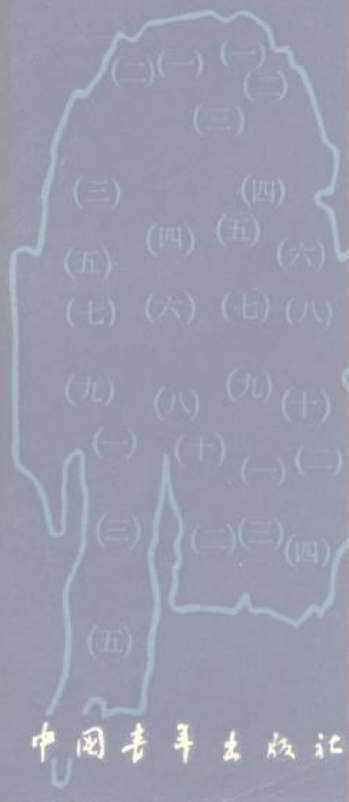 (二)(一) (一)
(二)
(三)
(三) (四)
(四) (五)
(五) (六)
(七) (六) (七) (八)
(九) (八) (九) (十)
(一) (十) (一) (二)
(三) (二)(三)(四)
(五)
中国青年出版社